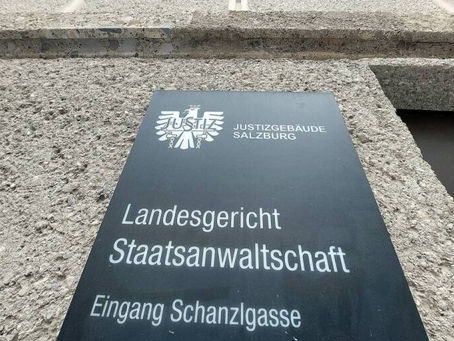 JUSTIZ
JUSTIZGEBÄUDE
SALZBURG
Landesgericht
Staatsanwaltschaft
Eingang Schanzlgasse